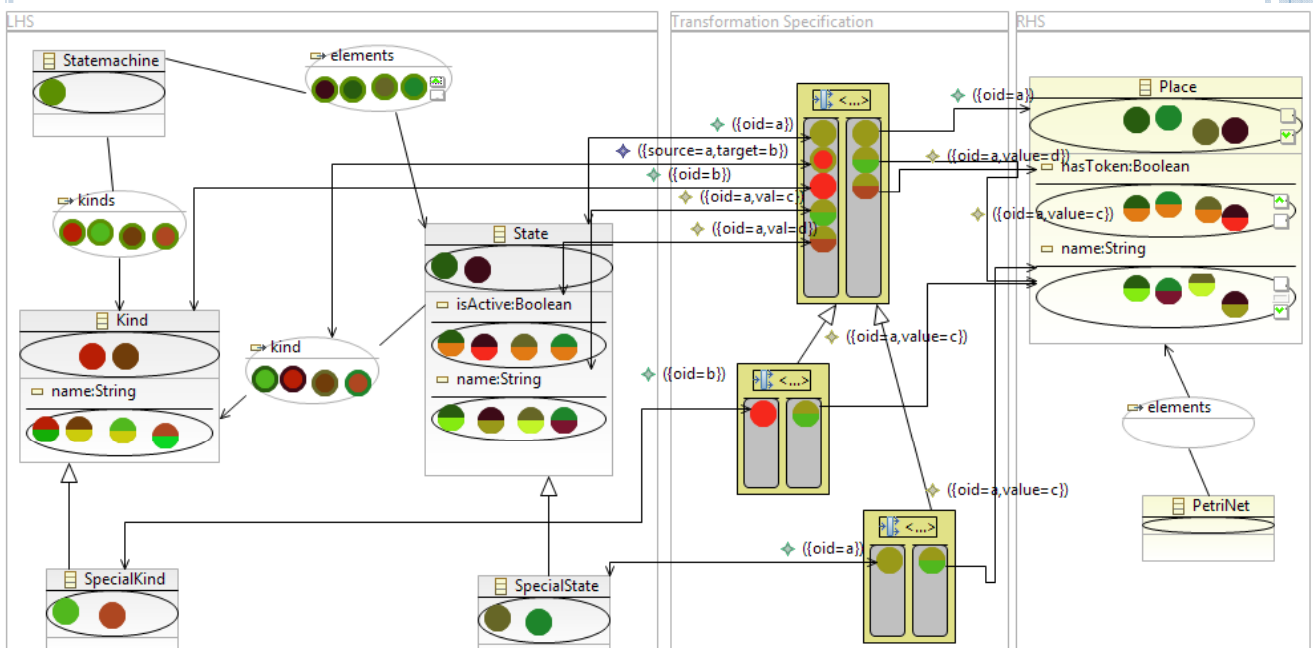 LHS
Transformation Specification
RHS
Statemachine
elements
<...>
({oid=a})
Place
({oid=a})
({source=a,target=b})
({oid=a,value=d})
hasToken:Boolean
({oid=b})
kinds
({oid=a,val=c})
({oid=a,value=c})
State
({oid=a,val=d})
name:String
isActive:Boolean
Kind
kind
({oid=a,value=c})
name:String
({oid=b})
<...>
name:String
elements
({oid=a,value=c})
PetriNet
<...>
({oid=a})
SpecialKind
SpecialState